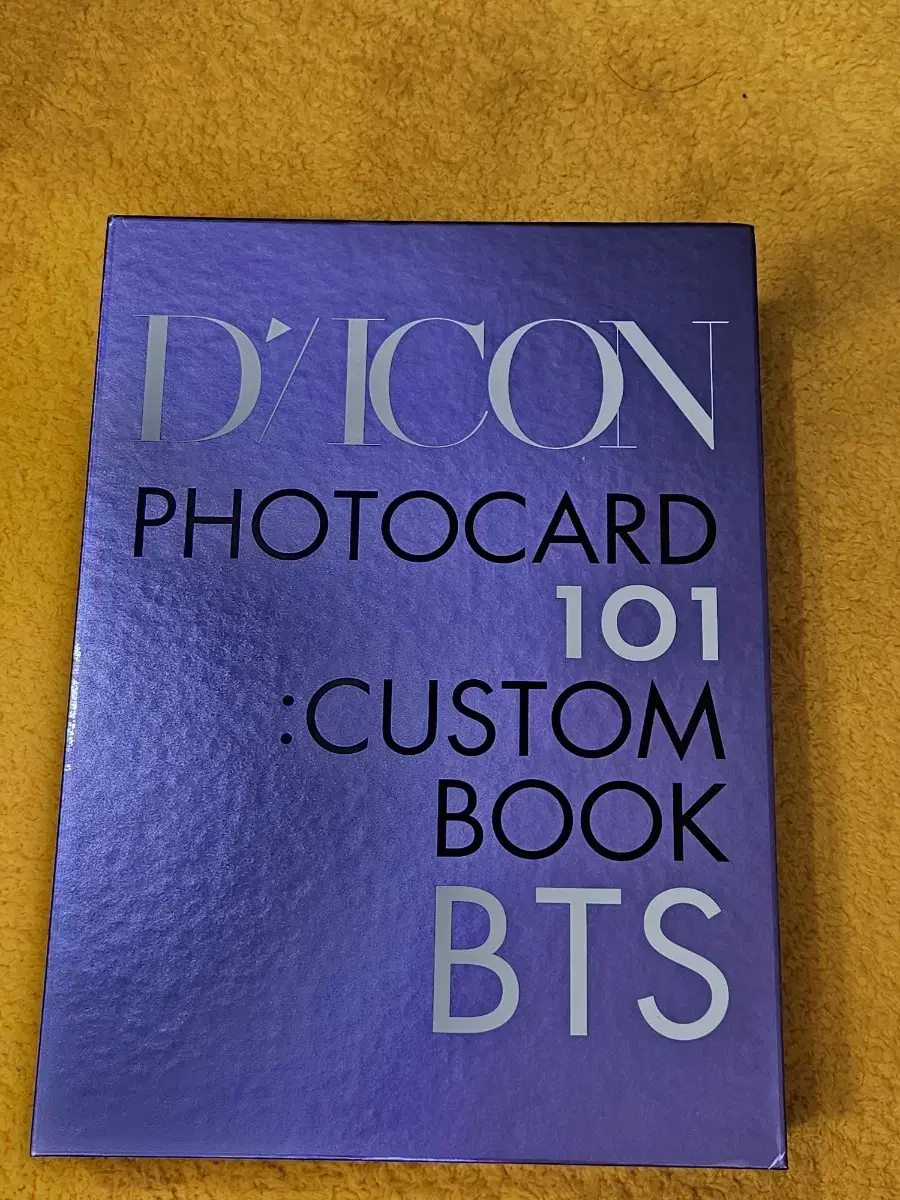 D'/ICON
PHOTOCARD
101
:CUSTOM
BOOK
BTS